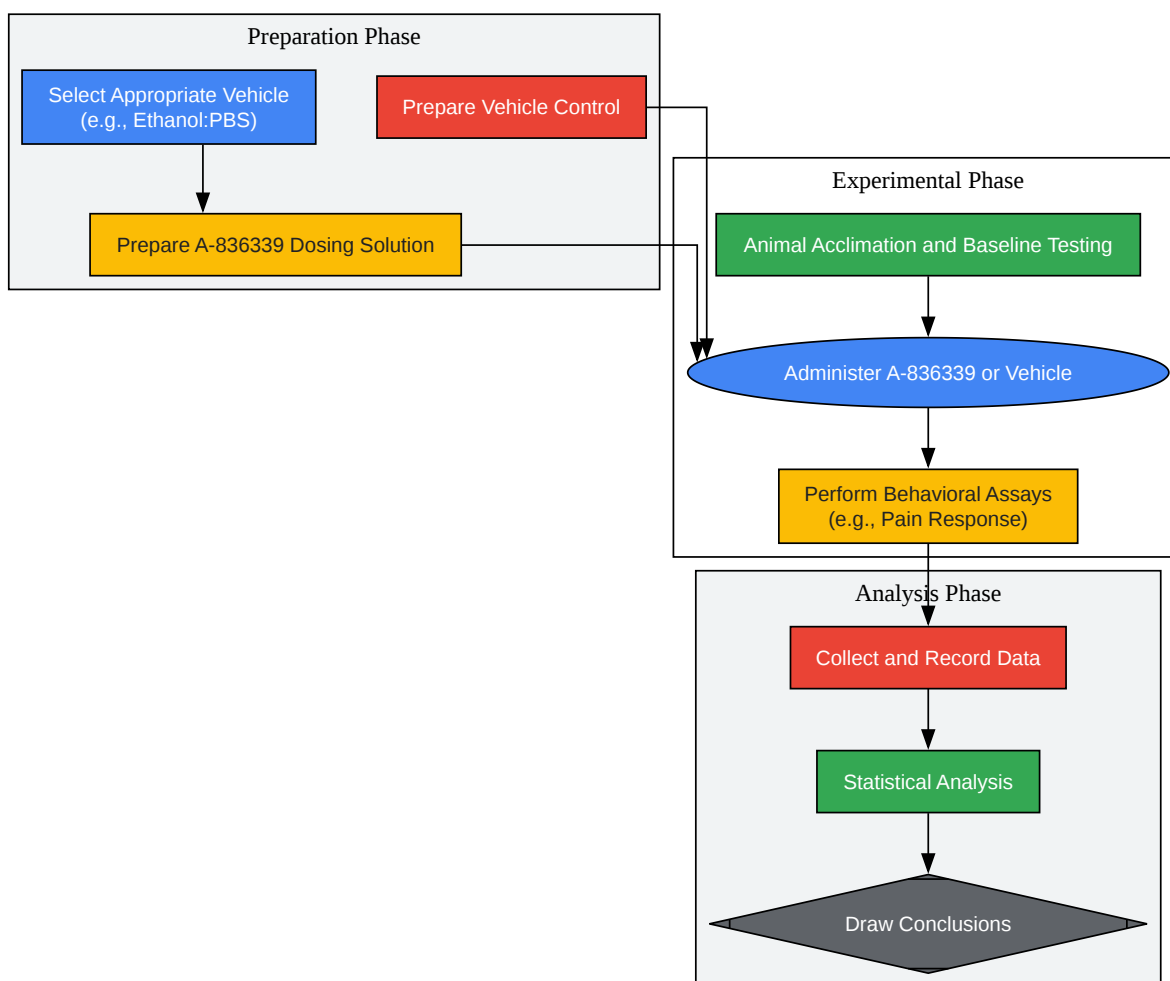 Preparation Phase
Select Appropriate Vehicle
(e.g., Ethanol:PBS)
Prepare Vehicle Control
Prepare A-836339 Dosing Solution
Experimental Phase
Animal Acclimation and Baseline Testing
Administer A-836339 or Vehicle
Perform Behavioral Assays
(e.g., Pain Response)
Analysis Phase
Collect and Record Data
Statistical Analysis
Draw Conclusions